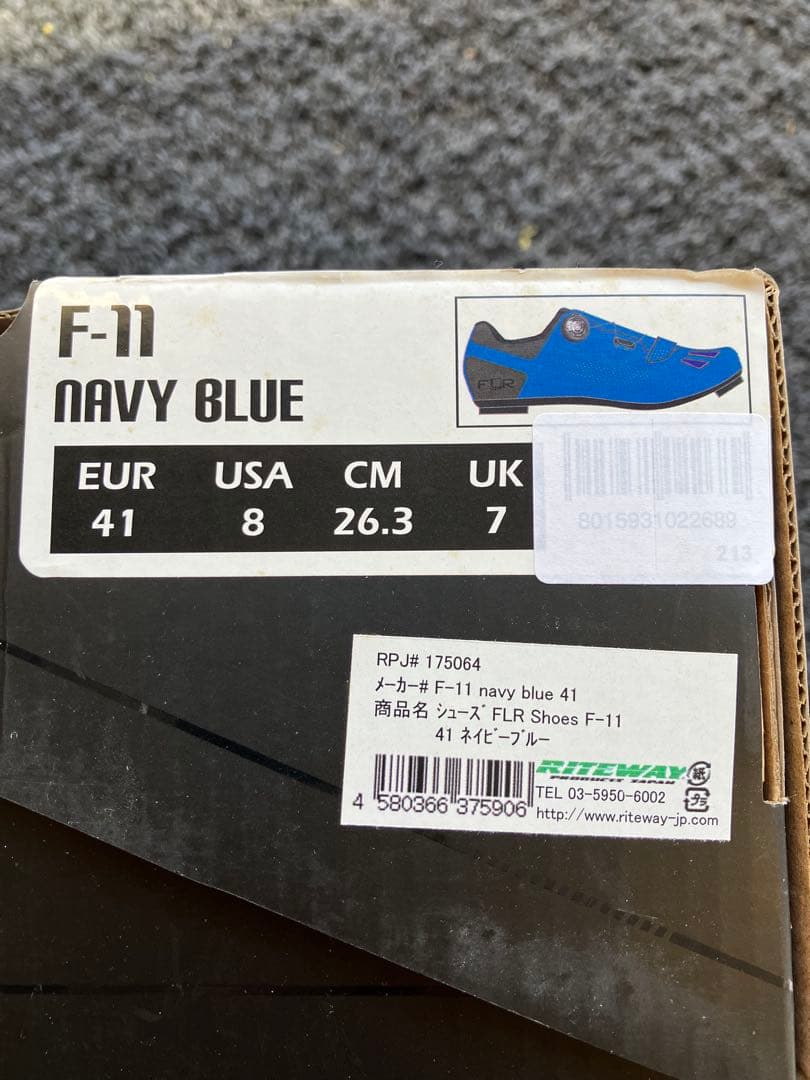 F-11
NAVY BLUE
FLR
EUR USA CM UK
41 8 26.3 7
8015931022689
213
RPJ# 175064
ﾒｰｶｰ# F-11 navy blue 41
商品名 ｼｭｰｽﾞ FLR Shoes F-11
41 ﾈｲﾋﾞｰﾌﾞﾙｰ
RITEWAY
PRODUCTS JAPAN
紙
プラ
4 580366 375906
TEL 03-5950-6002
http://www.riteway-jp.com